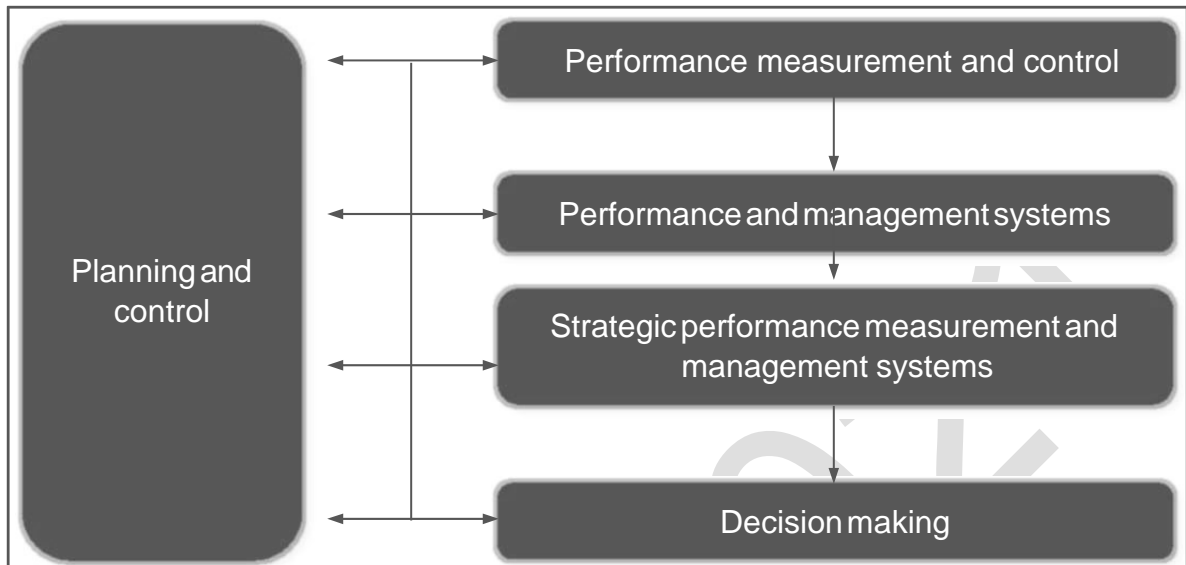 Planning and
control
Performance measurement and control
Performance and management systems
Strategic performance measurement and
management systems
Decision making